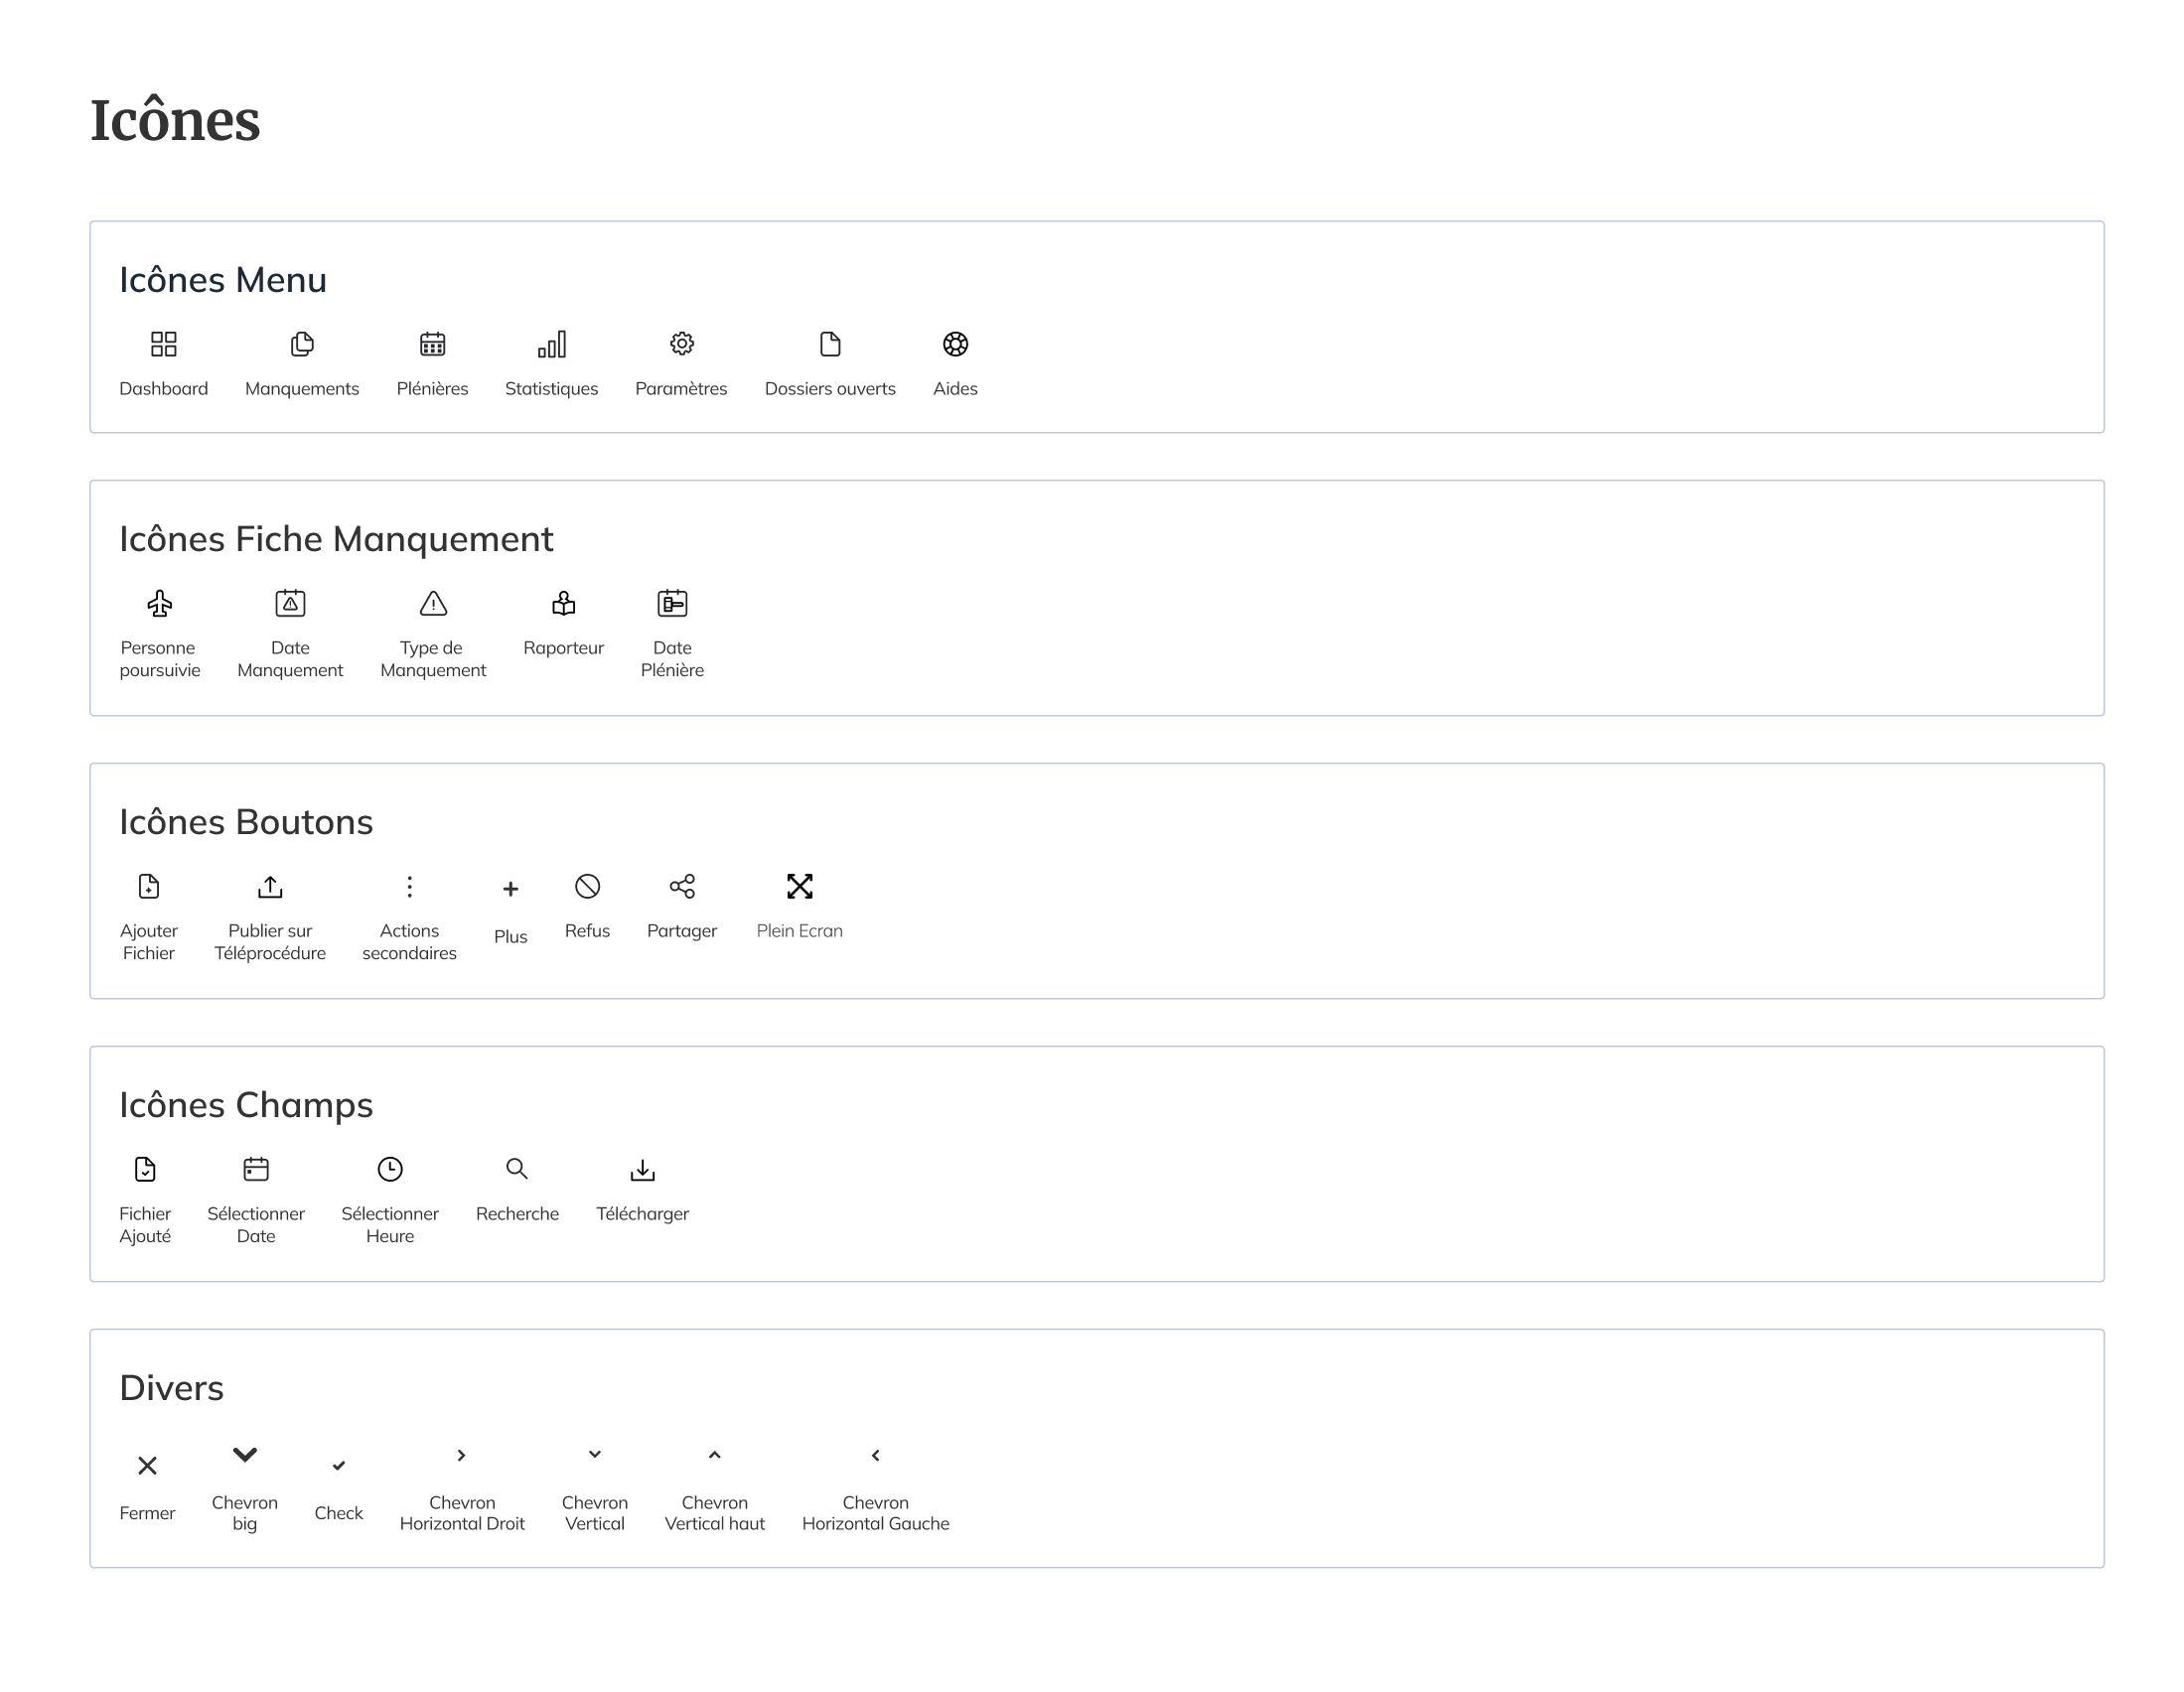 Icônes
Icônes Menu
Dashboard
Manquements
Plénières
Statistiques
Paramètres
Dossiers ouverts
Aides
Icônes Fiche Manquement
Personne
poursuivie
Date
Manquement
Type de
Manquement
Raporteur
Date
Plénière
Icônes Boutons
Ajouter
Fichier
Publier sur
Téléprocédure
Actions
secondaires
Plus
Refus
Partager
Plein Ecran
Icônes Champs
Fichier
Ajouté
Sélectionner
Date
Sélectionner
Heure
Recherche
Télécharger
Divers
Fermer
Chevron
big
Check
Chevron
Horizontal Droit
Chevron
Vertical
Chevron
Vertical haut
Chevron
Horizontal Gauche